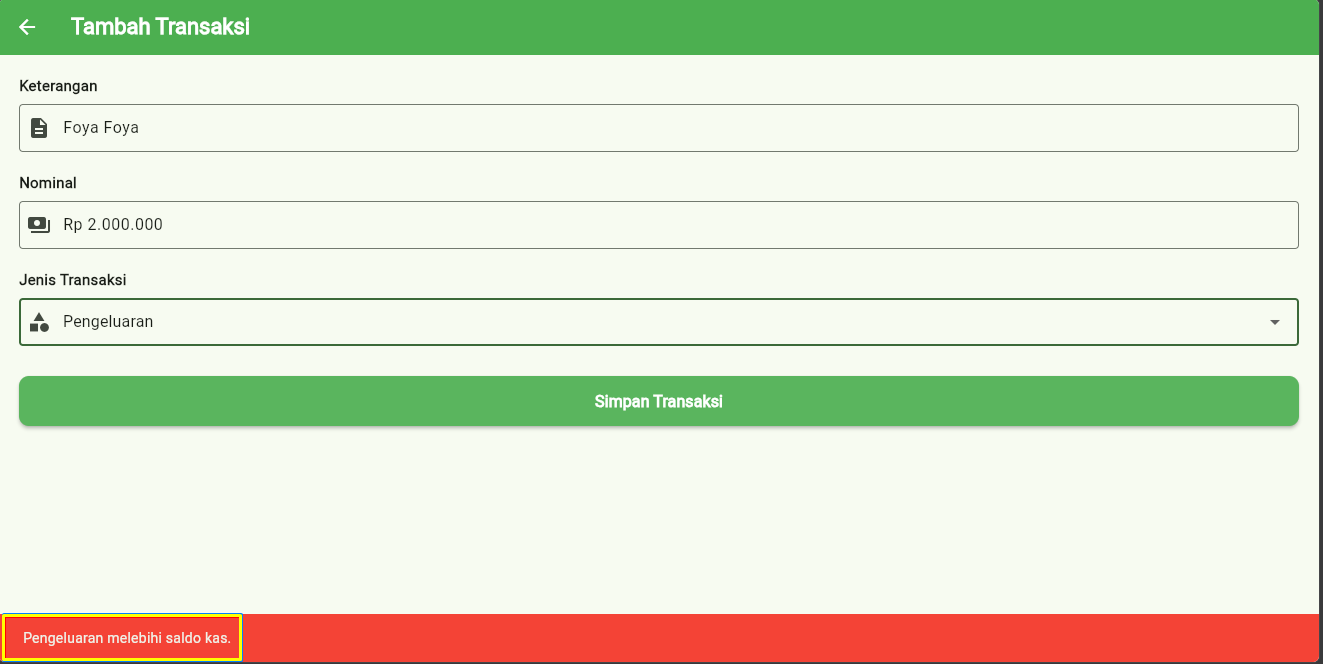 Tambah Transaksi
Keterangan
Foya Foya
Nominal
Rp 2.000.000
Jenis Transaksi
Pengeluaran
Simpan Transaksi
Pengeluaran melebihi saldo kas.